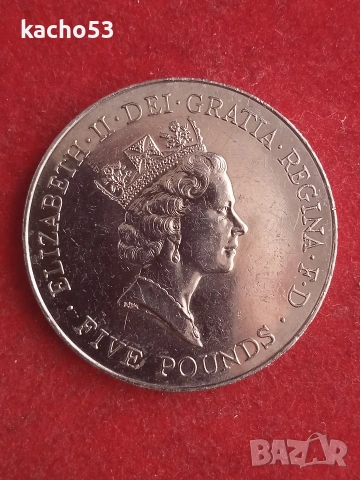 kacho53
ELIZABETH · II · DEI · GRATIA · REGINA · F · D ·
FIVE POUNDS ·
BAZAR